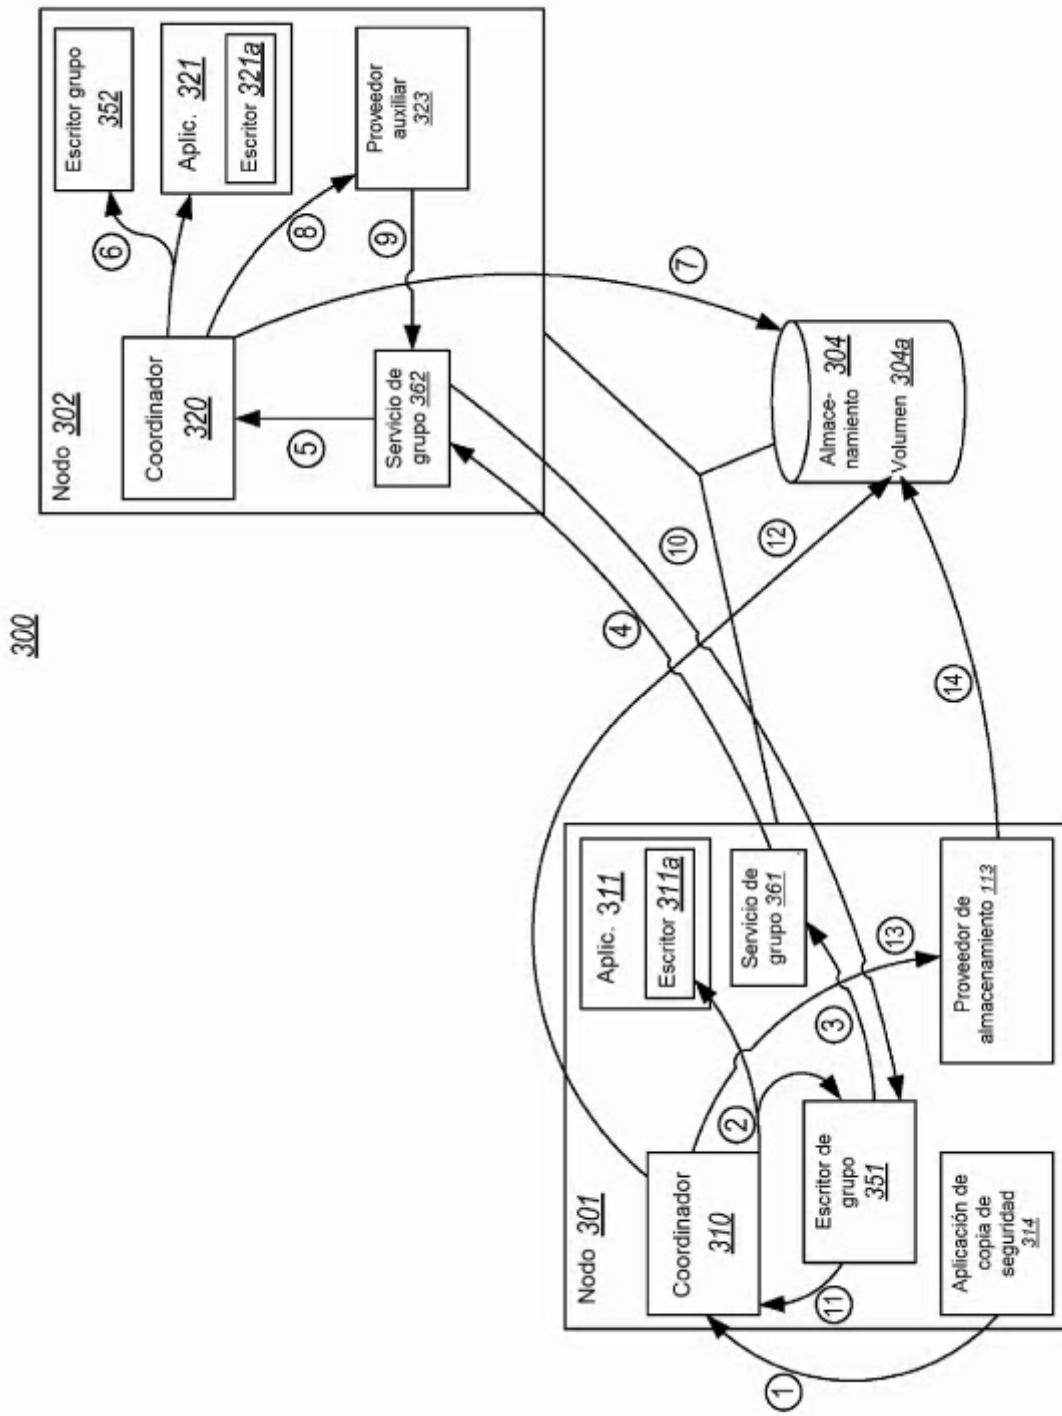 300
Nodo 301
Coordinador
310
Aplic. 311
Escritor 311a
Servicio de
grupo 361
Escritor de
grupo
351
Aplicación de
copia de
seguridad
314
Proveedor de
almacenamiento 113
1
2
3
11
13
4
10
12
14
Nodo 302
Coordinador
320
Escritor grupo
352
Aplic. 321
Escritor 321a
Proveedor
auxiliar
323
Servicio de
grupo 362
5
6
8
9
7
Almace-
namiento
304
Volumen 304a